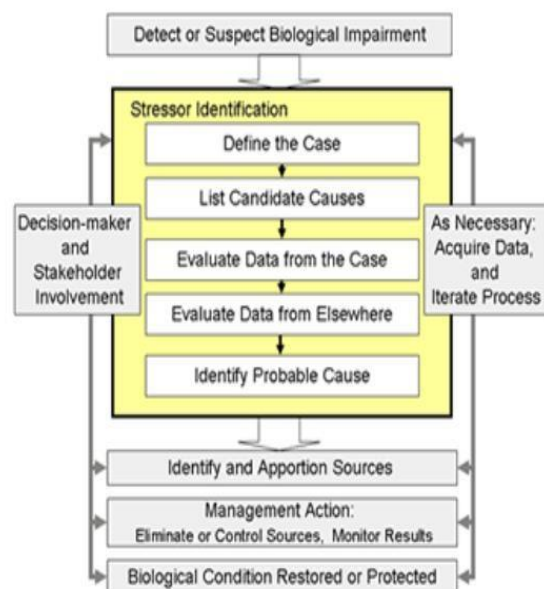 Detect or Suspect Biological Impairment
Stressor Identification
Define the Case
List Candidate Causes
Decision-maker
and
Stakeholder
Involvement
As Necessary:
Acquire Data,
and
Iterate Process
Evaluate Data from the Case
Evaluate Data from Elsewhere
Identify Probable Cause
Identify and Apportion Sources
Management Action:
Eliminate or Control Sources, Monitor Results
Biological Condition Restored or Protected